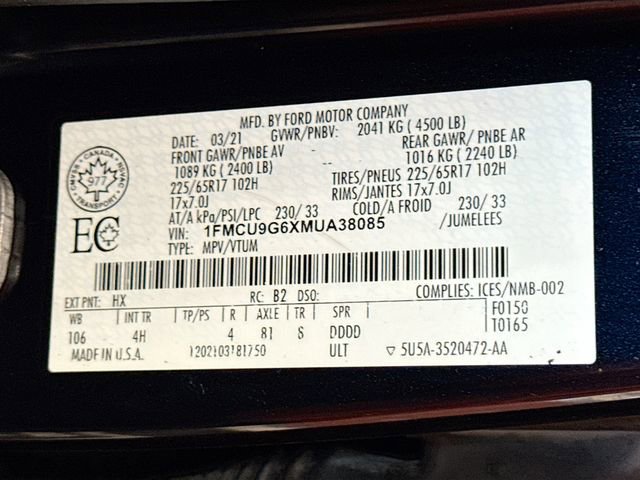 MFD. BY FORD MOTOR COMPANY
DATE: 03/21 GVWR/PNBV: 2041 KG ( 4500 LB)
FRONT GAWR/PNBE AV -- REAR GAWR/ PNBE AR
1089 KG ( 2400 LB) 1016 KG ( 2240 LB)
225/65R17 102H TIRES/PNEUS 225/65R17 102H
17x7.0J RIMS/JANTES 17x7.0J
AT/A kPa/PSI/LPC 230/ 33 COLD/A FROID 230/ 33
VIN: 1FMCU9G6XMUA38085 /JUMELEES
TYPE: MPV/VTUM
CANADA
977
TRANSPORT
EC
EXT PNT: HX RC: B2 DSO: COMPLIES: ICES/NMB-002
WB INT TR TP/PS R AXLE TR SPR F0150
106 4H 4 81 8 DDDD T0165
MADE IN U.S.A. ULT ▽ 5U5A-3520472-AA